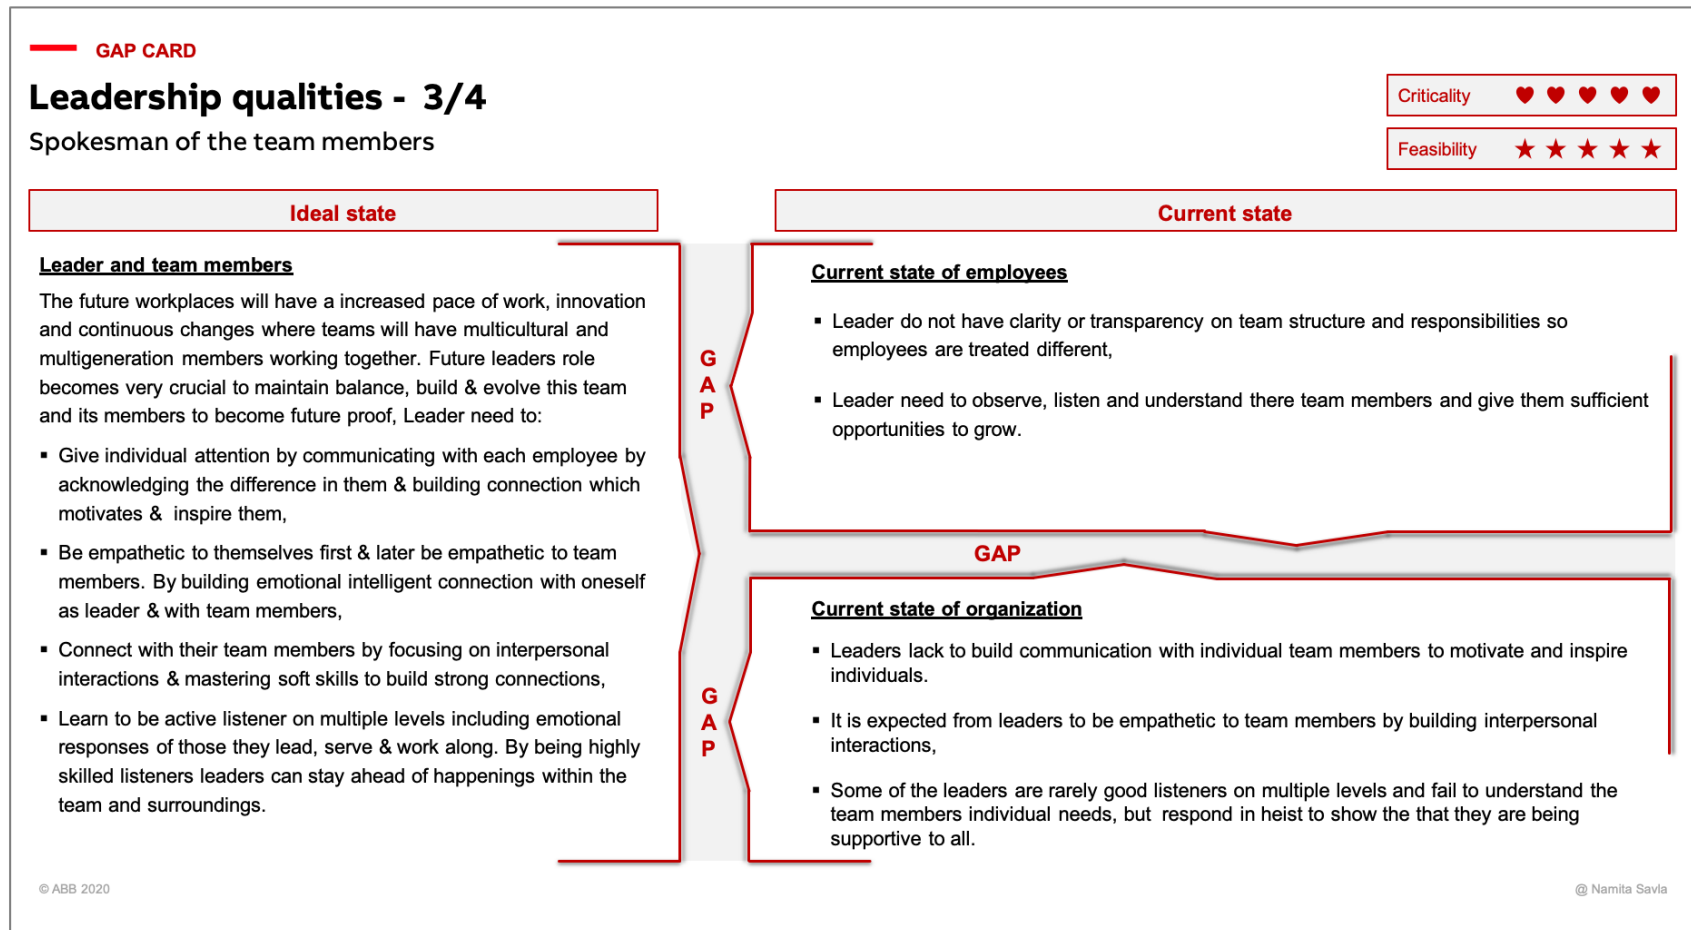 GAP CARD
Leadership qualities - 3/4
Spokesman of the team members
Criticality
Feasibility
Ideal state
Current state
Leader and team members
The future workplaces will have a increased pace of work, innovation
and continuous changes where teams will have multicultural and
multigeneration members working together. Future leaders role
becomes very crucial to maintain balance, build & evolve this team
and its members to become future proof, Leader need to:
▪ Give individual attention by communicating with each employee by
acknowledging the difference in them & building connection which
motivates & inspire them,
▪ Be empathetic to themselves first & later be empathetic to team
members. By building emotional intelligent connection with oneself
as leader & with team members,
▪ Connect with their team members by focusing on interpersonal
interactions & mastering soft skills to build strong connections,
▪ Learn to be active listener on multiple levels including emotional
responses of those they lead, serve & work along. By being highly
skilled listeners leaders can stay ahead of happenings within the
team and surroundings.
G
A
P
G
A
P
Current state of employees
▪ Leader do not have clarity or transparency on team structure and responsibilities so
employees are treated different,
▪ Leader need to observe, listen and understand there team members and give them sufficient
opportunities to grow.
GAP
Current state of organization
▪ Leaders lack to build communication with individual team members to motivate and inspire
individuals.
▪ It is expected from leaders to be empathetic to team members by building interpersonal
interactions,
▪ Some of the leaders are rarely good listeners on multiple levels and fail to understand the
team members individual needs, but respond in heist to show the that they are being
supportive to all.
© ABB 2020
@ Namita Savla